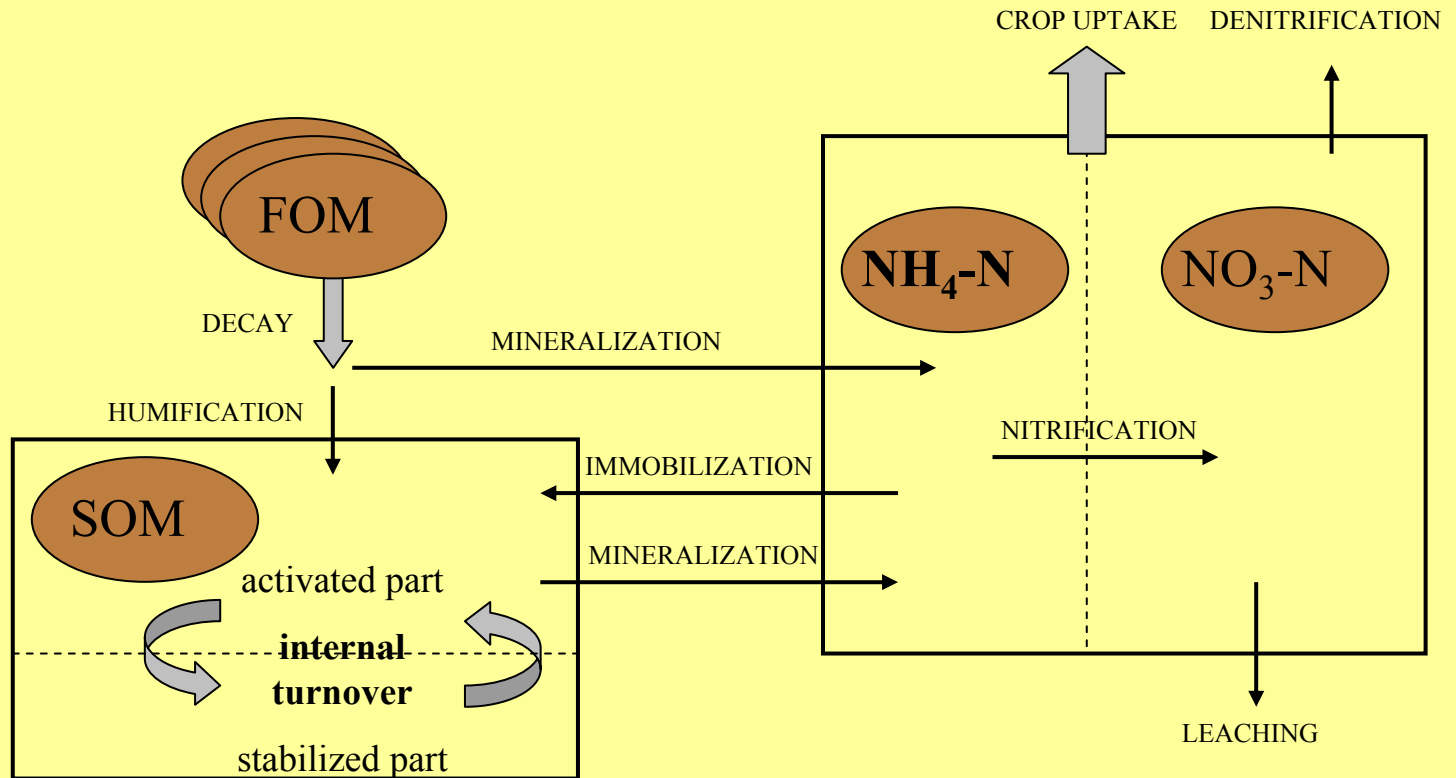 CROP UPTAKE
DENITRIFICATION
FOM
NH₄-N
NO₃-N
DECAY
MINERALIZATION
HUMIFICATION
NITRIFICATION
IMMOBILIZATION
SOM
MINERALIZATION
activated part
internal
turnover
stabilized part
LEACHING